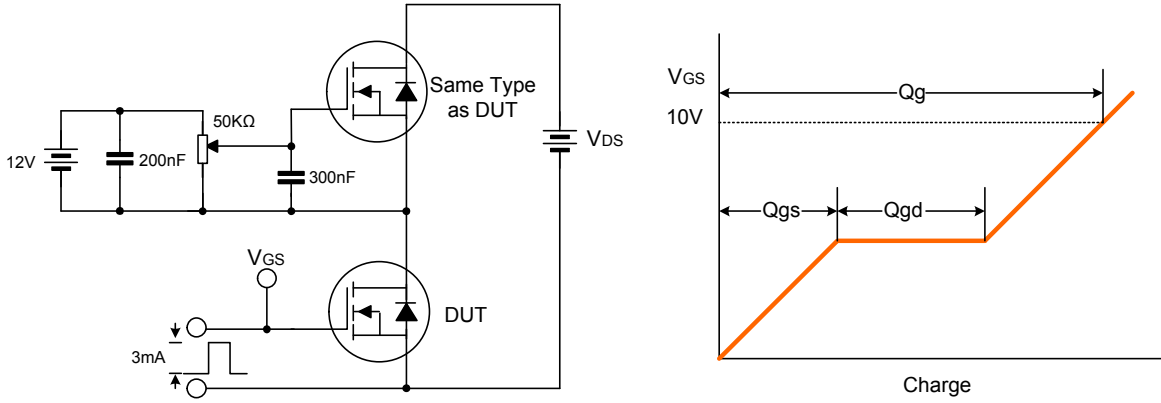 12V
200nF
50KΩ
300nF
Same Type
as DUT
VDS
VGS
DUT
3mA
VGS
10V
Qg
Qgs
Qgd
Charge